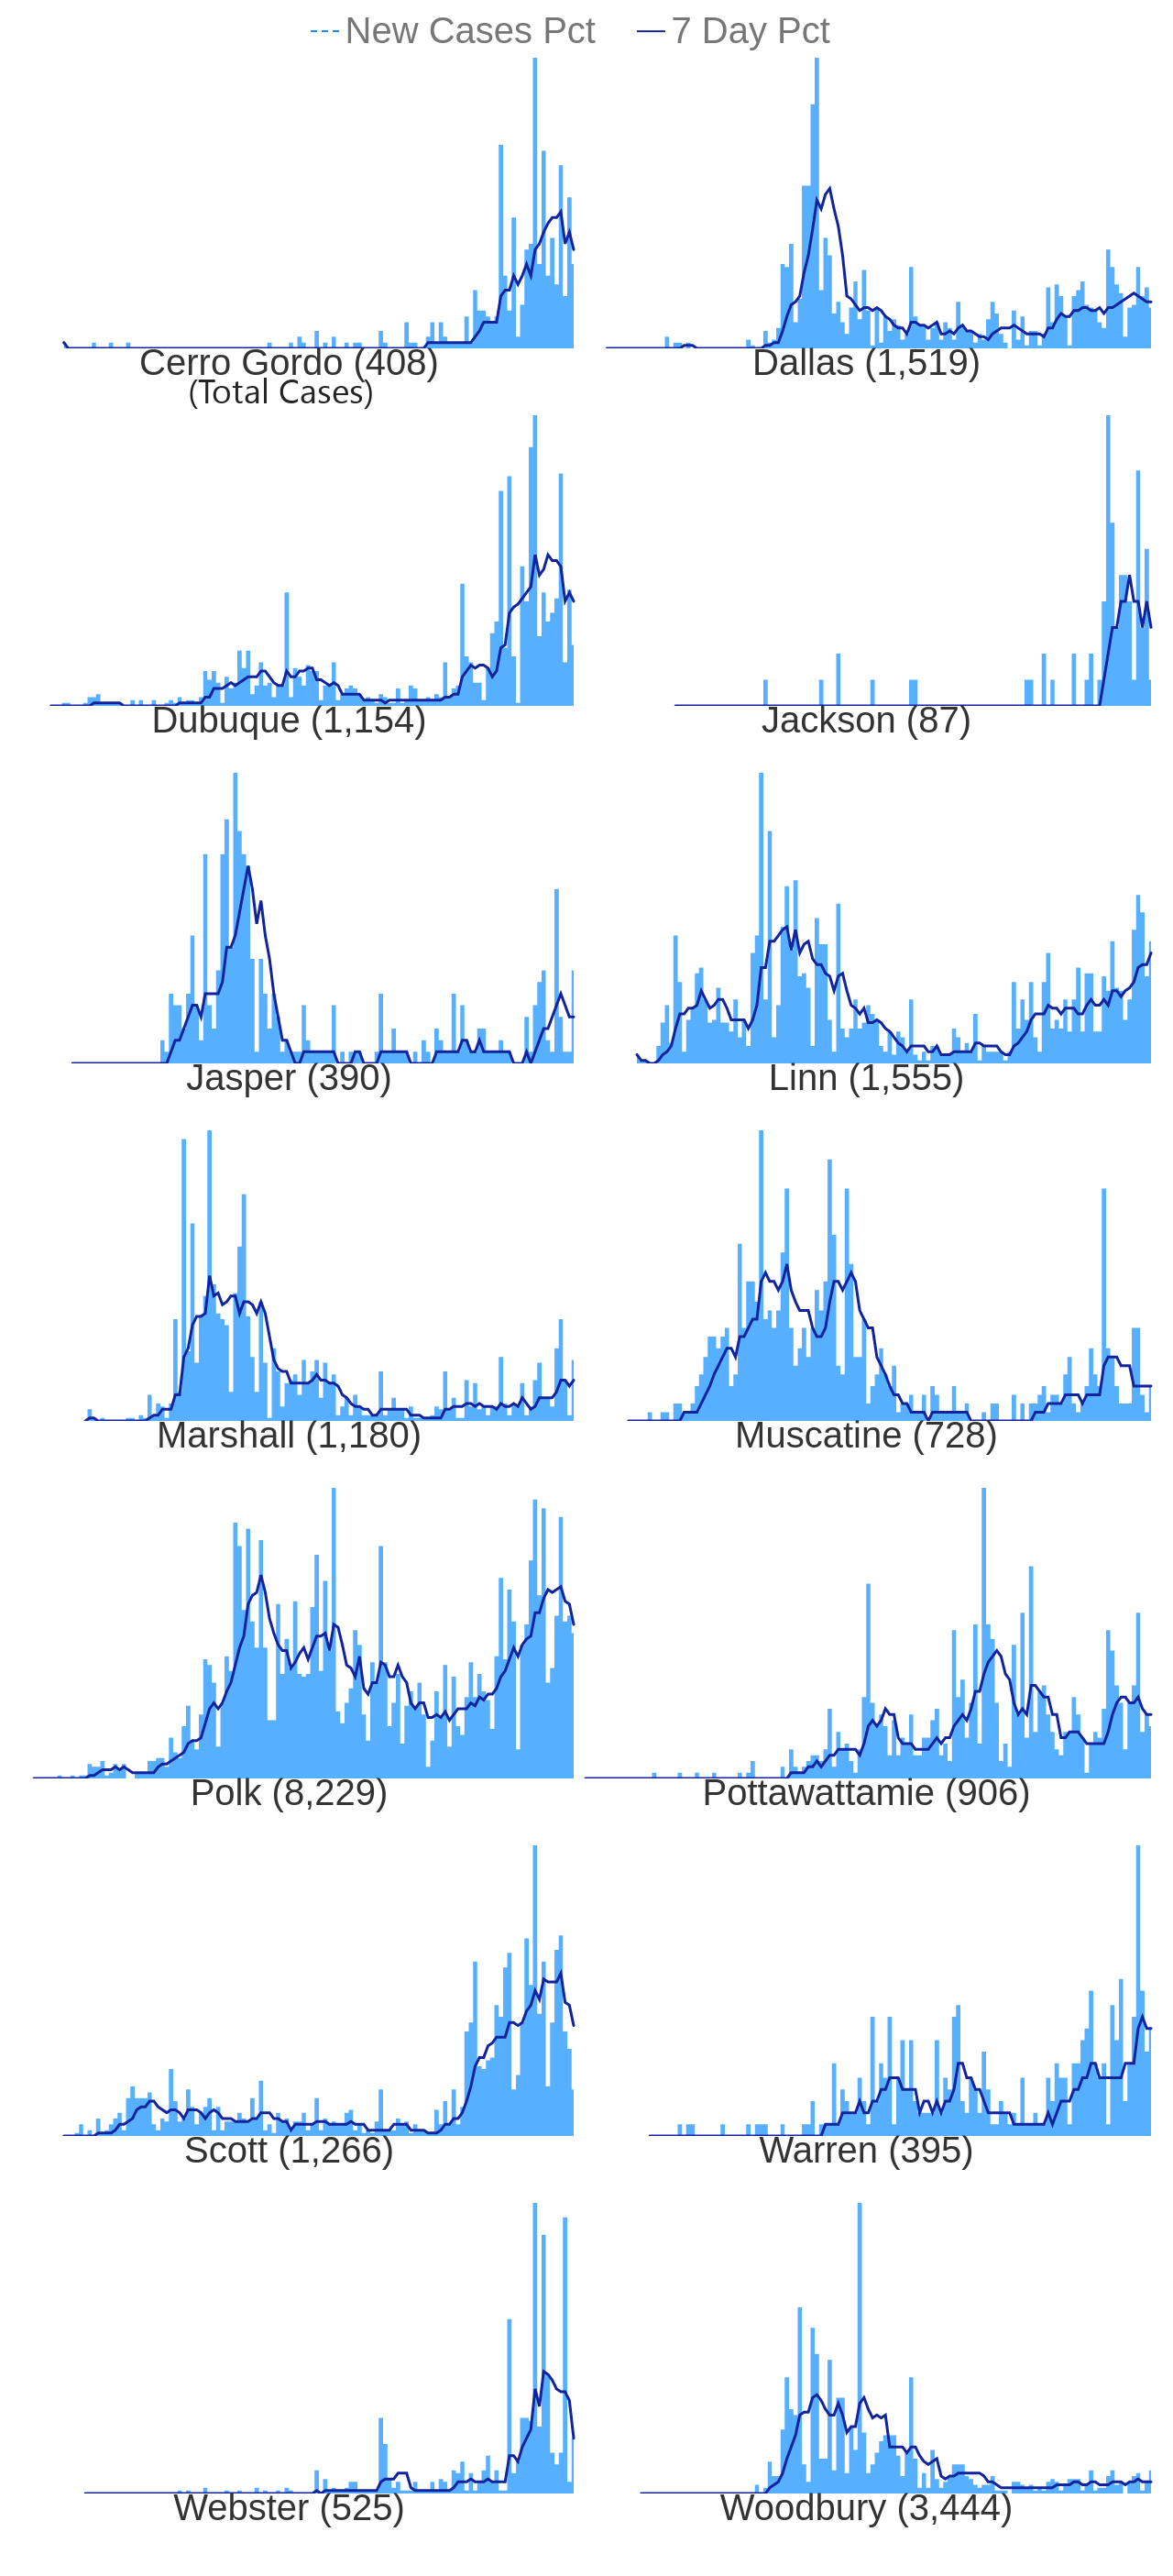 New Cases Pct 7 Day Pct
Cerro Gordo (408) Dallas (1,519)
(Total Cases)
Dubuque (1,154) Jackson (87)
Jasper (390) Linn (1,555)
Marshall (1,180) Muscatine (728)
Polk (8,229) Pottawattamie (906)
Scott (1,266) Warren (395)
Webster (525) Woodbury (3,444)